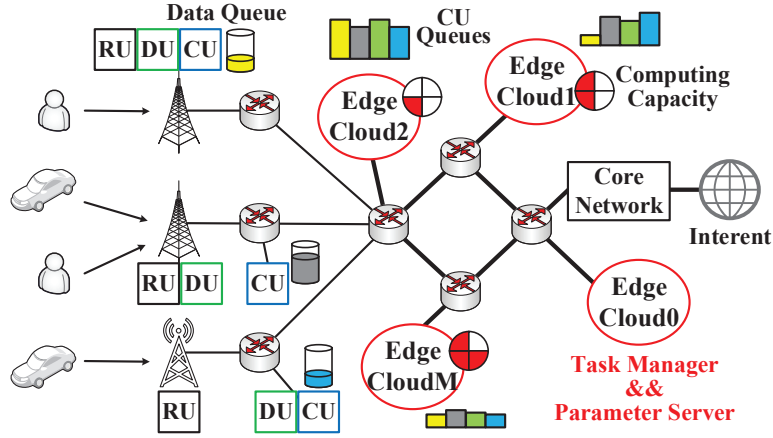 Data Queue
RU DU CU
CU
Queues
Edge
Cloud2
Edge
Cloud1
Computing
Capacity
Core
Network
Interent
RU DU
CU
Edge
Cloud0
Edge
CloudM
RU
DU CU
Task Manager
&&
Parameter Server